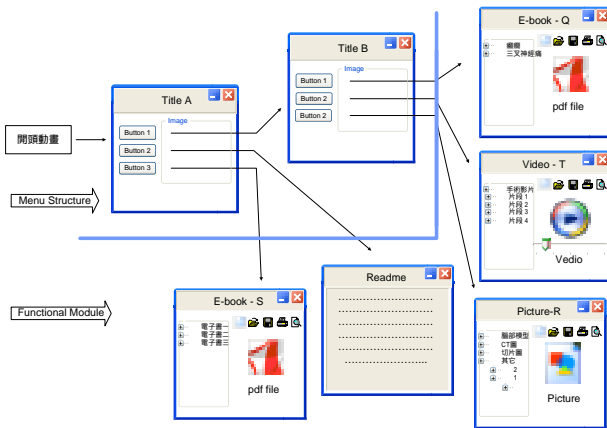 開頭動畫
Menu Structure
Functional Module
Title A
Image
Button 1
Button 2
Button 3
Title B
Image
Button 1
Button 2
Button 2
E-book - Q
癲癇
三叉神經痛
pdf file
Video - T
手術影片
片段 1
片段 2
片段 3
片段 4
Vedio
E-book - S
電子書一
電子書二
電子書三
pdf file
Readme
Picture-R
腦部模型
CT圖
切片圖
其它
2
1
Picture